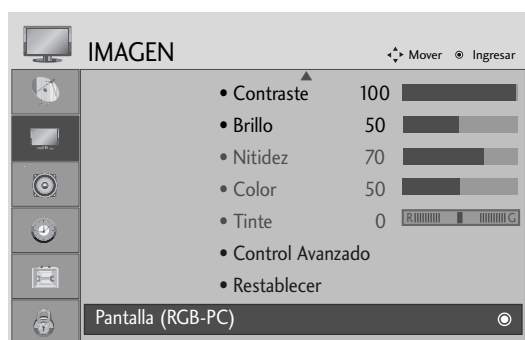 IMAGEN
Mover Ingresar
• Contraste 100
• Brillo 50
• Nitidez 70
• Color 50
• Tinte 0 R G
• Control Avanzado
• Restablecer
Pantalla (RGB-PC)